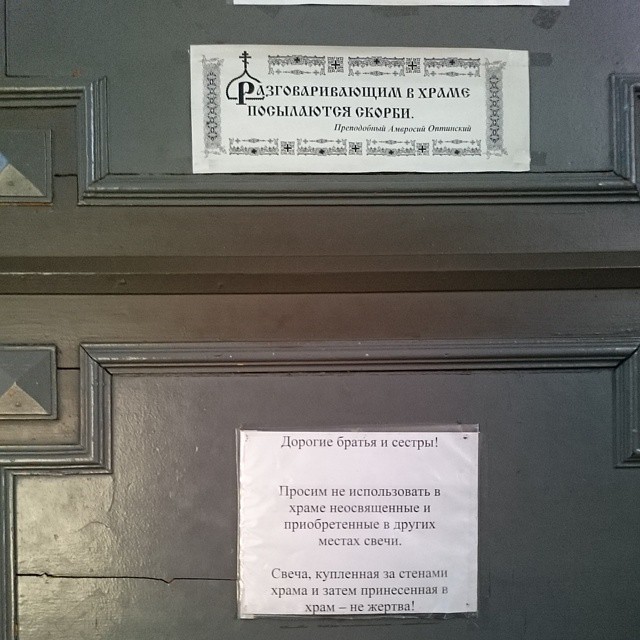 Разговаривающим в храме
посылаются скорби.
Преподобный Амвросий Оптинский
Дорогие братья и сестры!
Просим не использовать в
храме неосвященные и
приобретенные в других
местах свечи.
Свеча, купленная за стенами
храма и затем принесенная в
храм – не жертва!